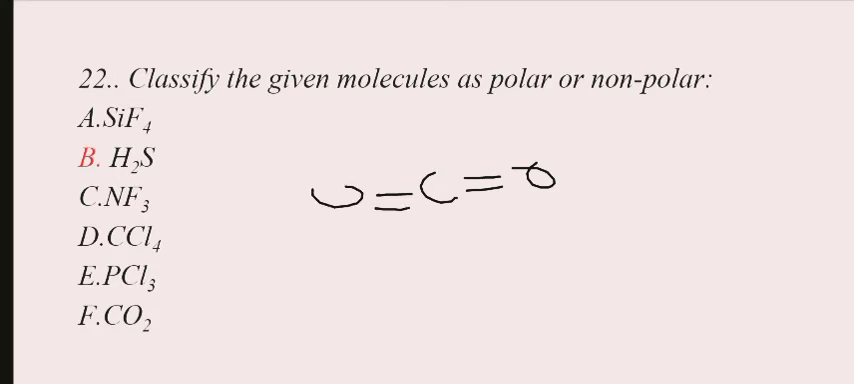 22.. Classify the given molecules as polar or non-polar:
A.SiF₄
B. H₂S
C.NF₃
D.CCl₄
E.PCl₃
F.CO₂
O=C=O